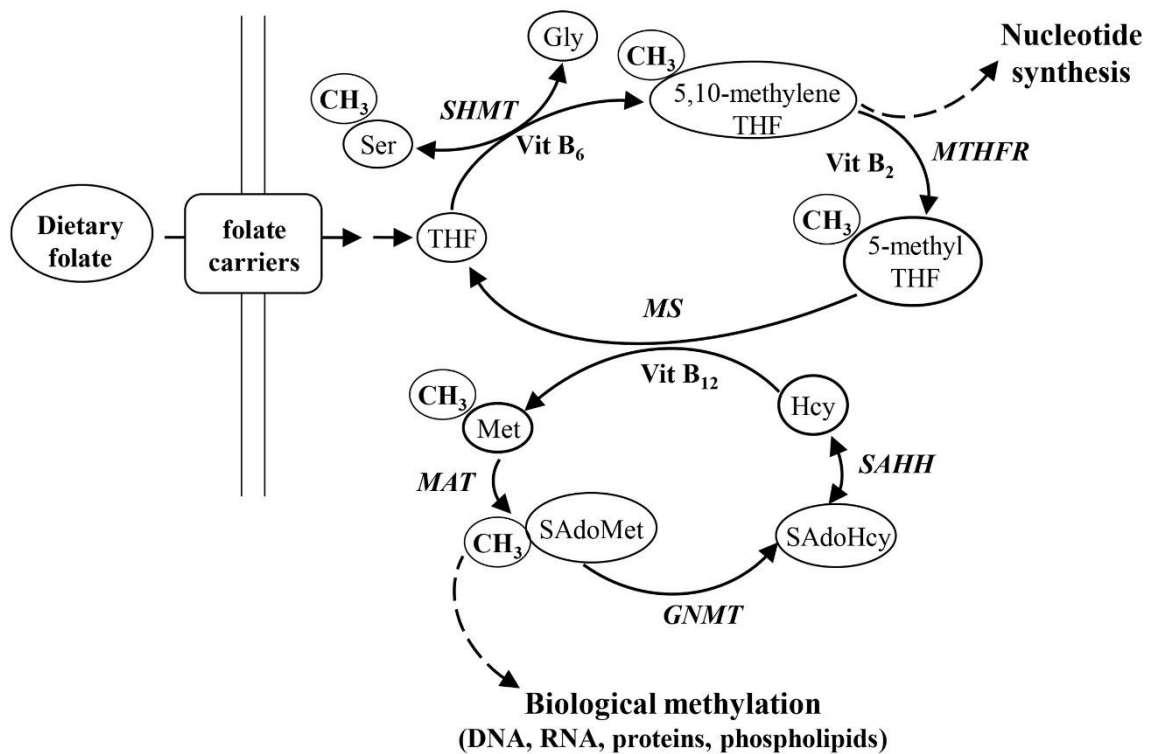 Gly
Nucleotide
synthesis
CH3
5,10-methylene
THF
CH3
Ser
SHMT
Vit B6
Vit B2
MTHFR
Dietary
folate
folate
carriers
THF
CH3
5-methyl
THF
MS
Vit B12
CH3
Met
Hcy
MAT
SAHH
CH3
SAdoMet
SAdoHcy
GNMT
Biological methylation
(DNA, RNA, proteins, phospholipids)